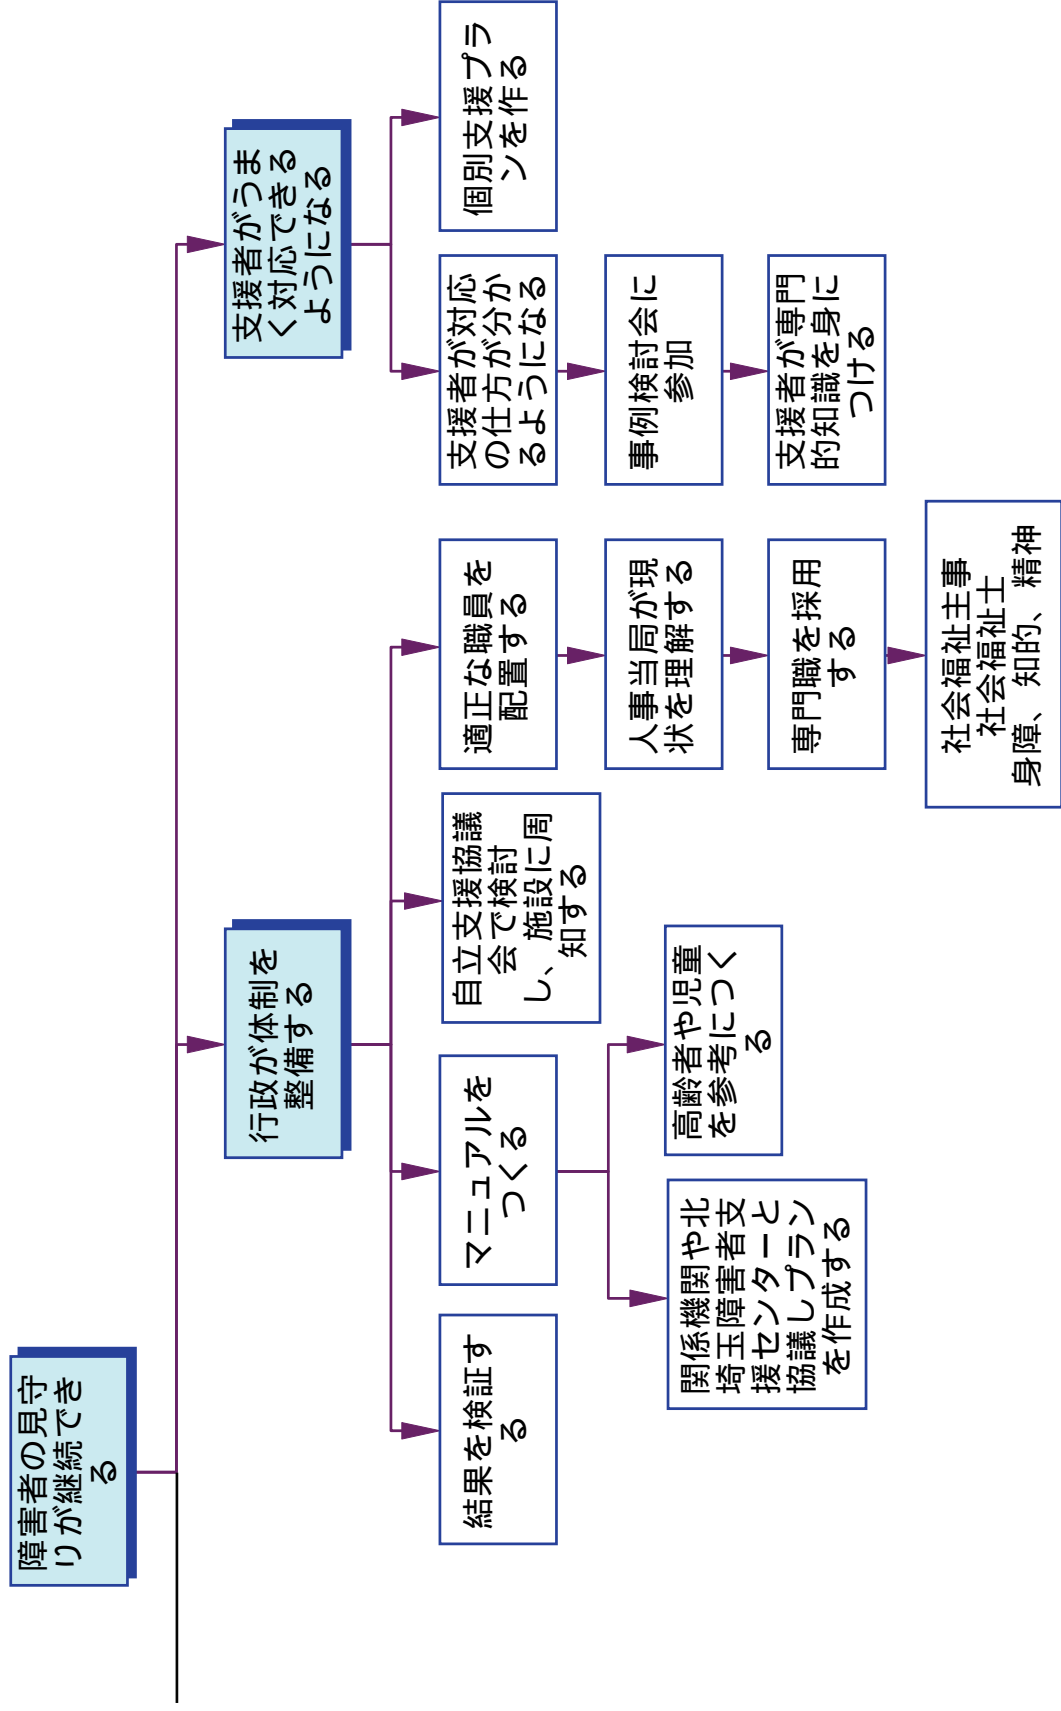 障害者の見守
りが継続でき
る
行政が体制を
整備する
支援者がうま
く対応できる
ようになる
結果を検証す
る
マニュアルを
つくる
自立支援協議
会で検討
し、施設に周
知する
適正な職員を
配置する
支援者が対応
の仕方が分か
るようになる
個別支援プラ
ンを作る
関係機関や北
埼玉障害者支
援センターと
協議しプラン
を作成する
高齢者や児童
を参考につく
る
人事当局が現
状を理解する
事例検討会に
参加
専門職を採用
する
支援者が専門
的知識を身に
つける
社会福祉主事
社会福祉士
身障、知的、精神